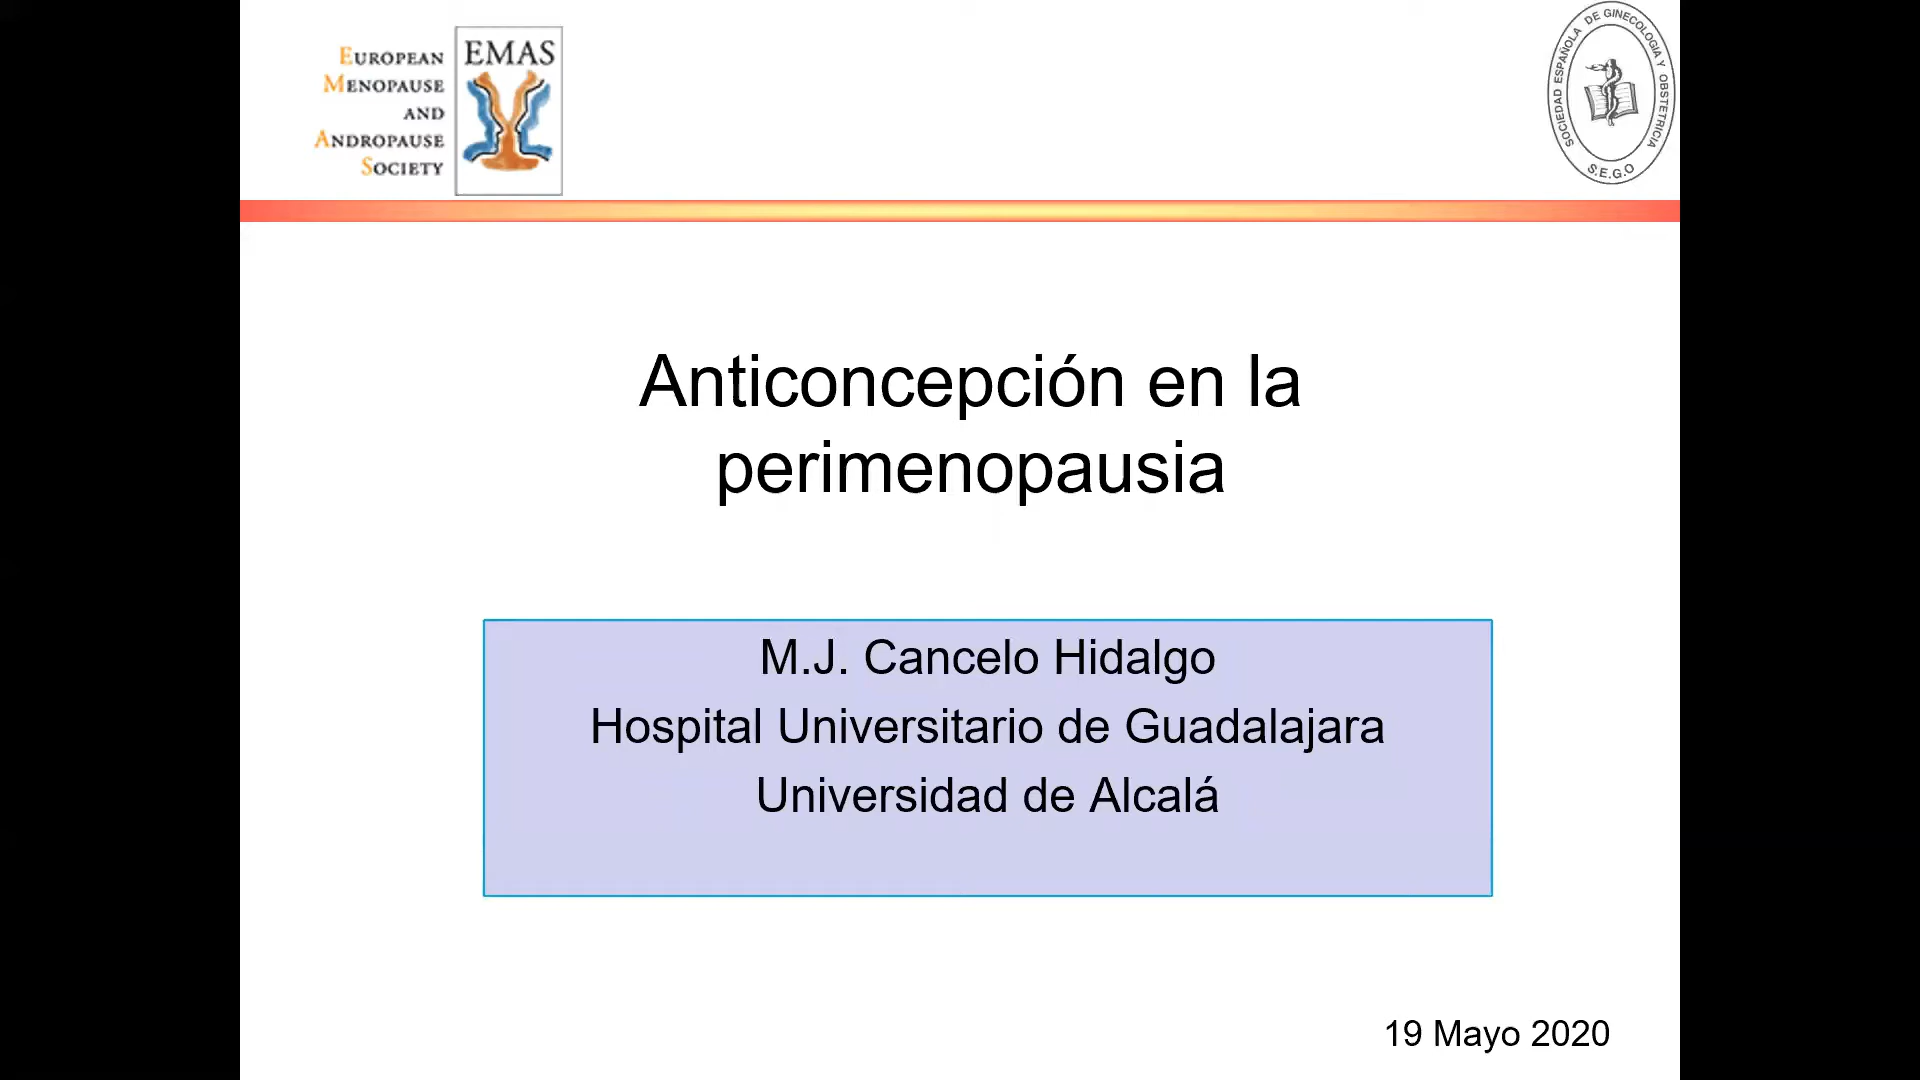 EUROPEAN
MENOPAUSE
AND
ANDROPAUSE
SOCIETY
EMAS
SOCIEDAD ESPAÑOLA DE GINECOLOGIA Y OBSTETRICIA
S.E.G.O
Anticoncepción en la
perimenopausia
M.J. Cancelo Hidalgo
Hospital Universitario de Guadalajara
Universidad de Alcalá
19 Mayo 2020